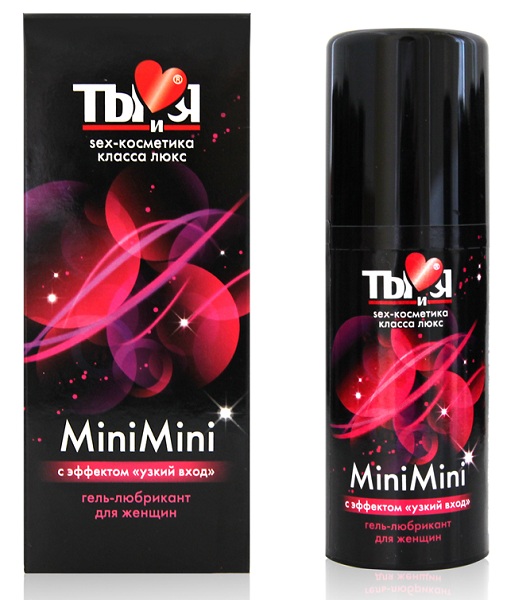 ТЫ Я
®
и
sex-косметика
класса люкс
MiniMini
с эффектом «узкий вход»
гель-любрикант
для женщин
ТЫ Я
®
и
sex-косметика
класса люкс
MiniMini
с эффектом «узкий вход»
гель-любрикант
для женщин